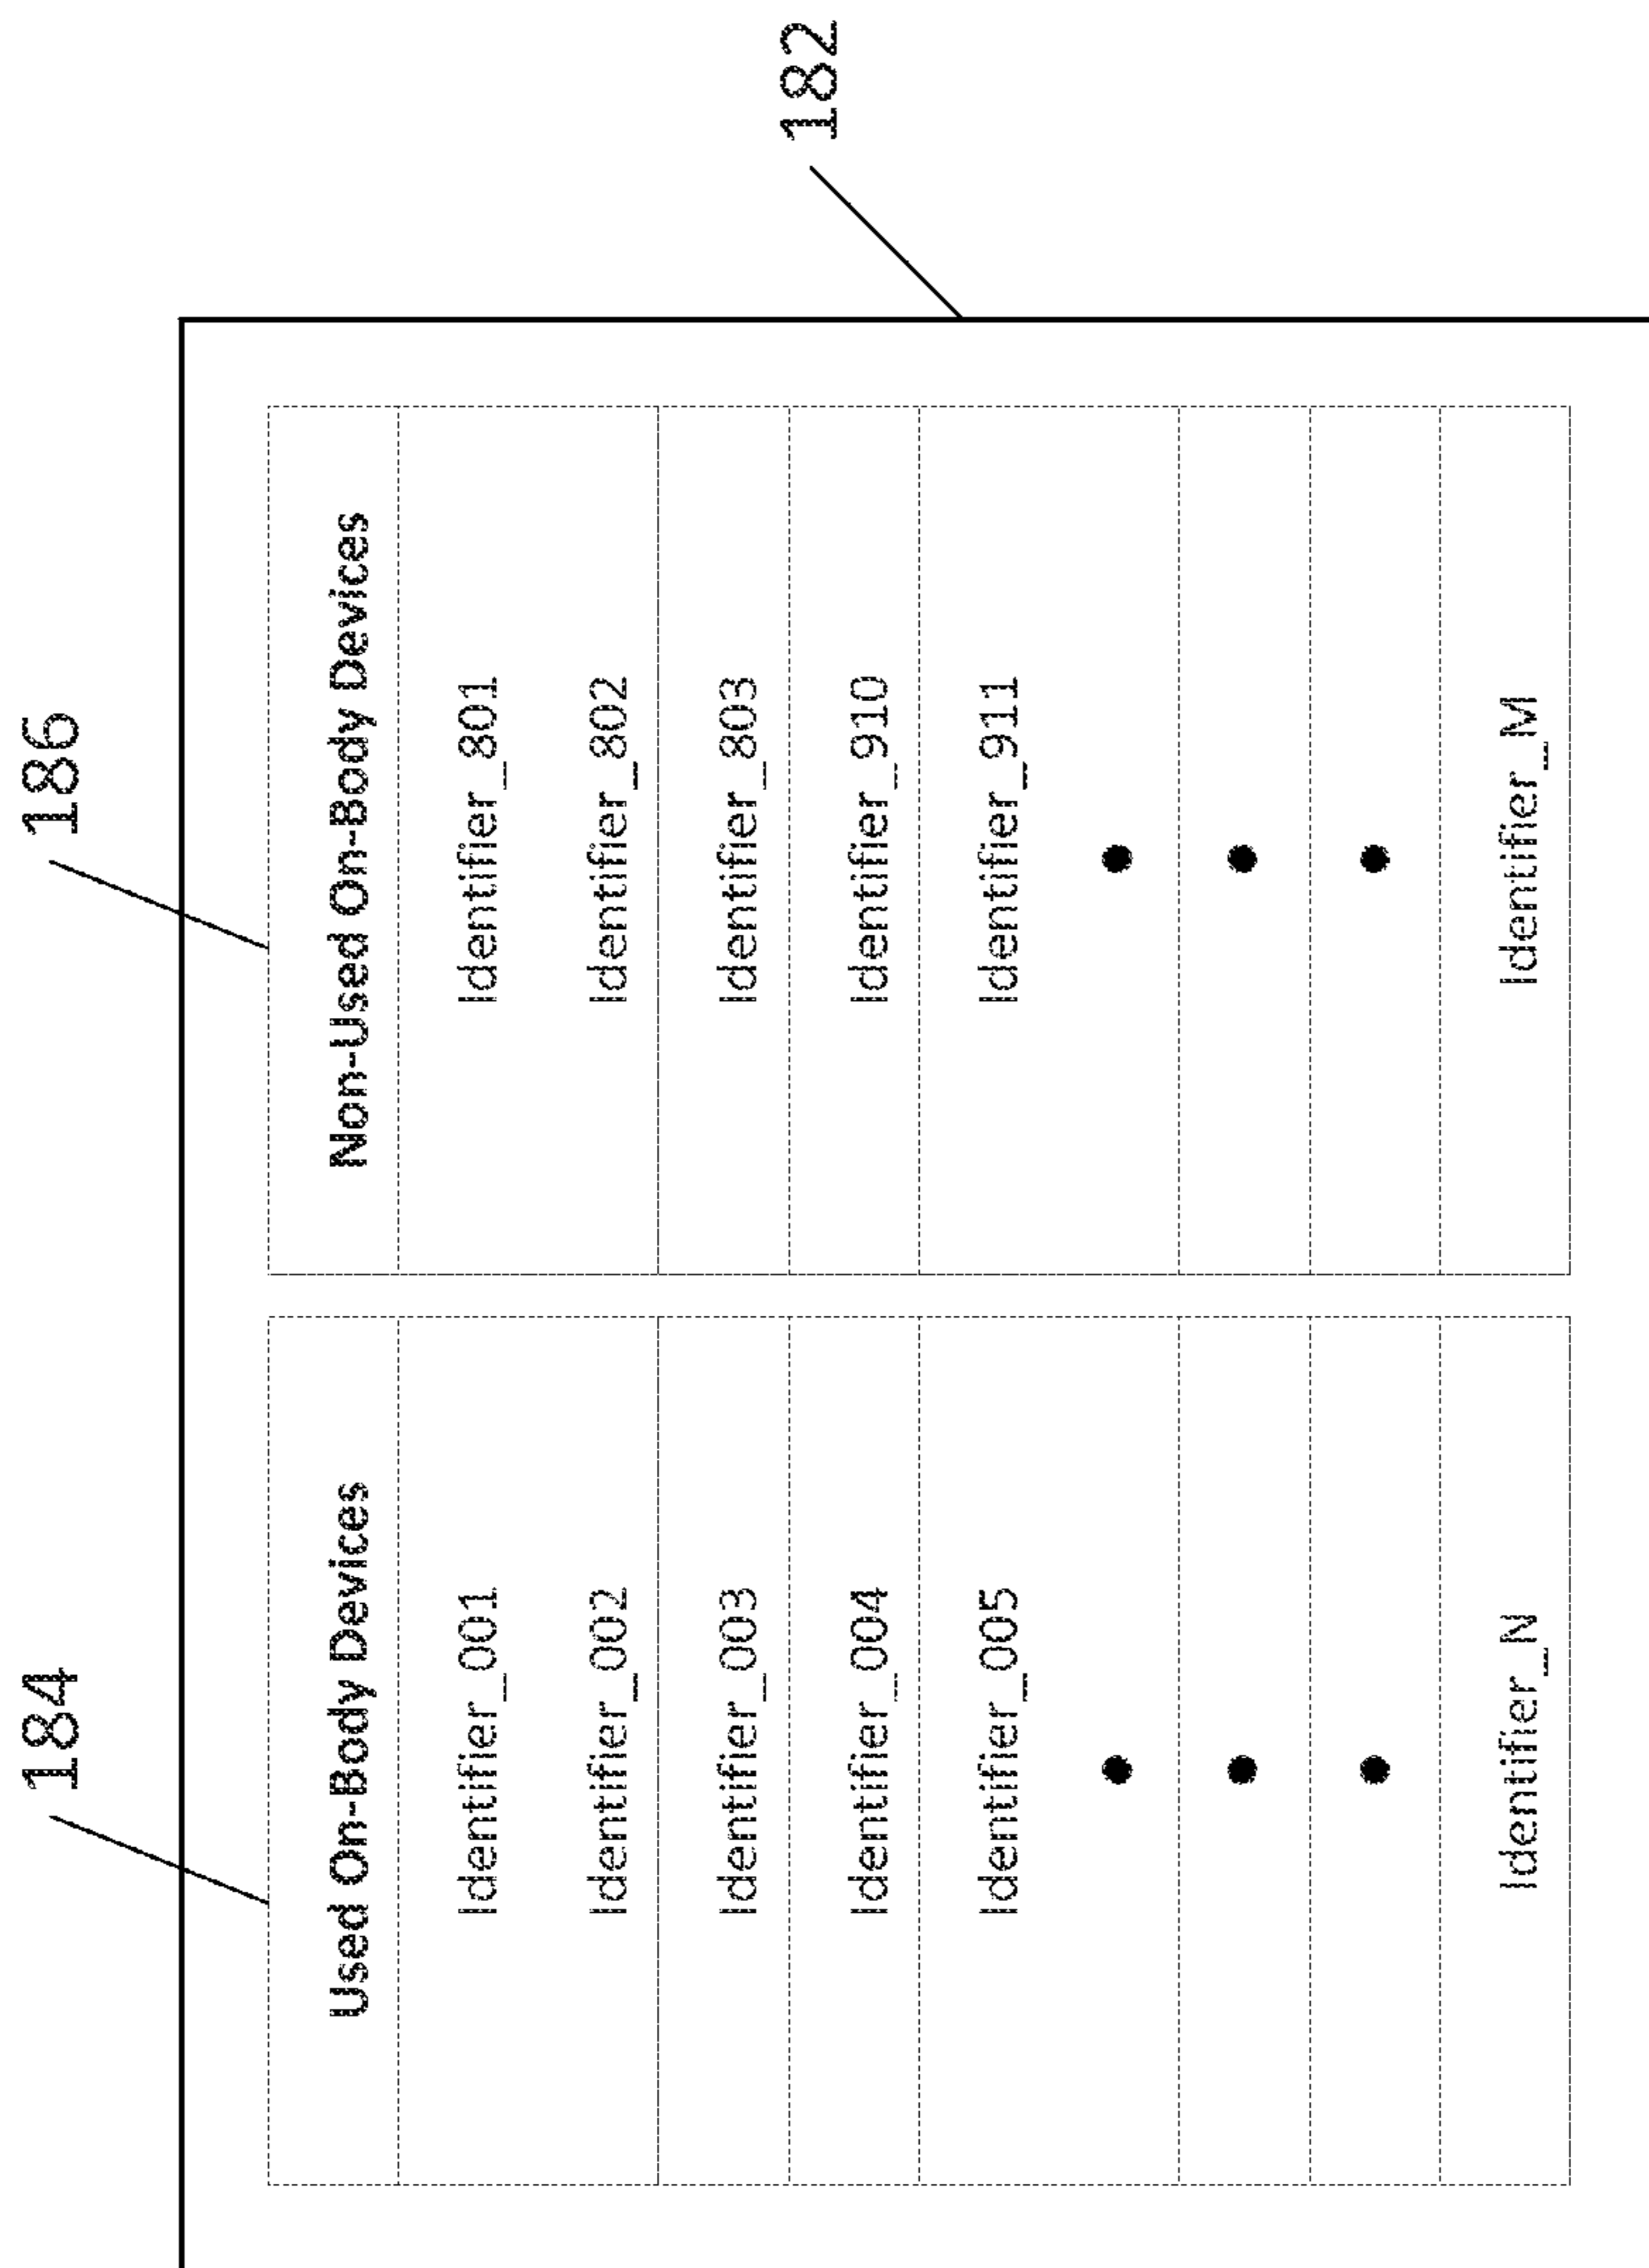 184
186
182
Used On-Body Devices
Identifier_001
Identifier_002
Identifier_003
Identifier_004
Identifier_005
Identifier_N
Non-Used On-Body Devices
Identifier_801
Identifier_802
Identifier_803
Identifier_910
Identifier_911
Identifier_M